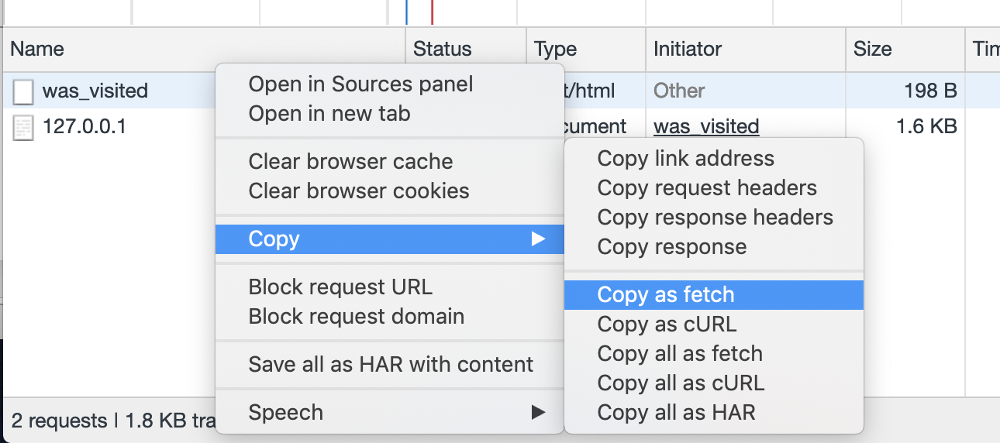 Name Status Type Initiator Size Tim
was_visited t/html Other 198 B
127.0.0.1 cument was_visited 1.6 KB
Open in Sources panel
Open in new tab
Clear browser cache
Clear browser cookies
Copy
Block request URL
Block request domain
Save all as HAR with content
Speech
Copy link address
Copy request headers
Copy response headers
Copy response
Copy as fetch
Copy as cURL
Copy all as fetch
Copy all as cURL
Copy all as HAR
2 requests | 1.8 KB tra